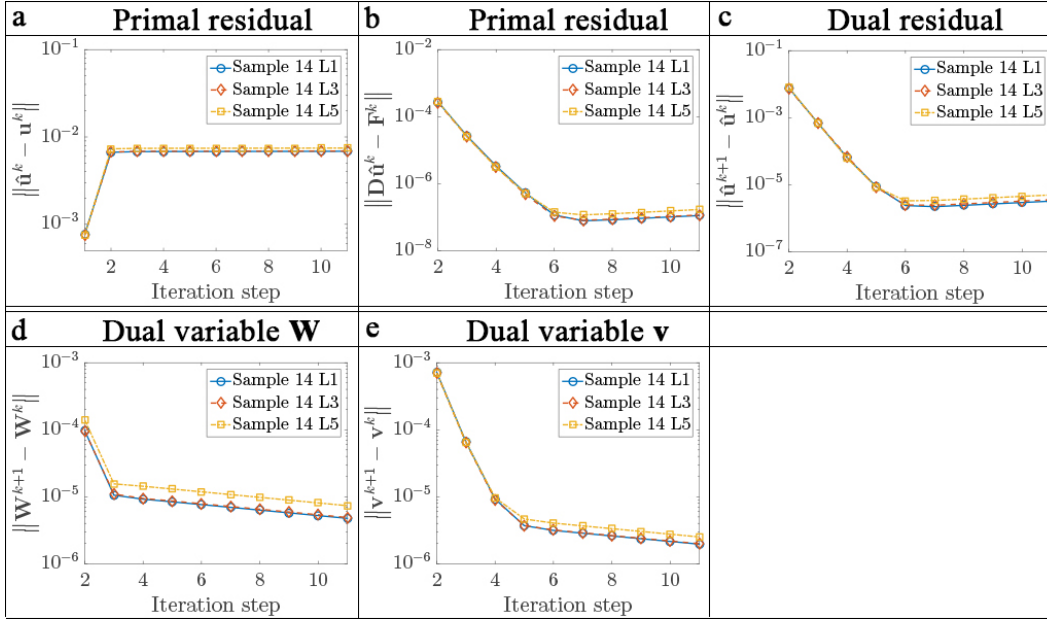 a Primal residual
10⁻¹
10⁻²
10⁻³
‖û^k − u^k‖
Sample 14 L1
Sample 14 L3
Sample 14 L5
2 4 6 8 10
Iteration step
b Primal residual
10⁻²
10⁻⁴
10⁻⁶
10⁻⁸
‖Dû^k − F^k‖
Sample 14 L1
Sample 14 L3
Sample 14 L5
2 4 6 8 10
Iteration step
c Dual residual
10⁻¹
10⁻³
10⁻⁵
10⁻⁷
‖û^{k+1} − û^k‖
Sample 14 L1
Sample 14 L3
Sample 14 L5
2 4 6 8 10
Iteration step
d Dual variable W
10⁻³
10⁻⁴
10⁻⁵
10⁻⁶
‖W^{k+1} − W^k‖
Sample 14 L1
Sample 14 L3
Sample 14 L5
2 4 6 8 10
Iteration step
e Dual variable v
10⁻³
10⁻⁴
10⁻⁵
10⁻⁶
‖v^{k+1} − v^k‖
Sample 14 L1
Sample 14 L3
Sample 14 L5
2 4 6 8 10
Iteration step